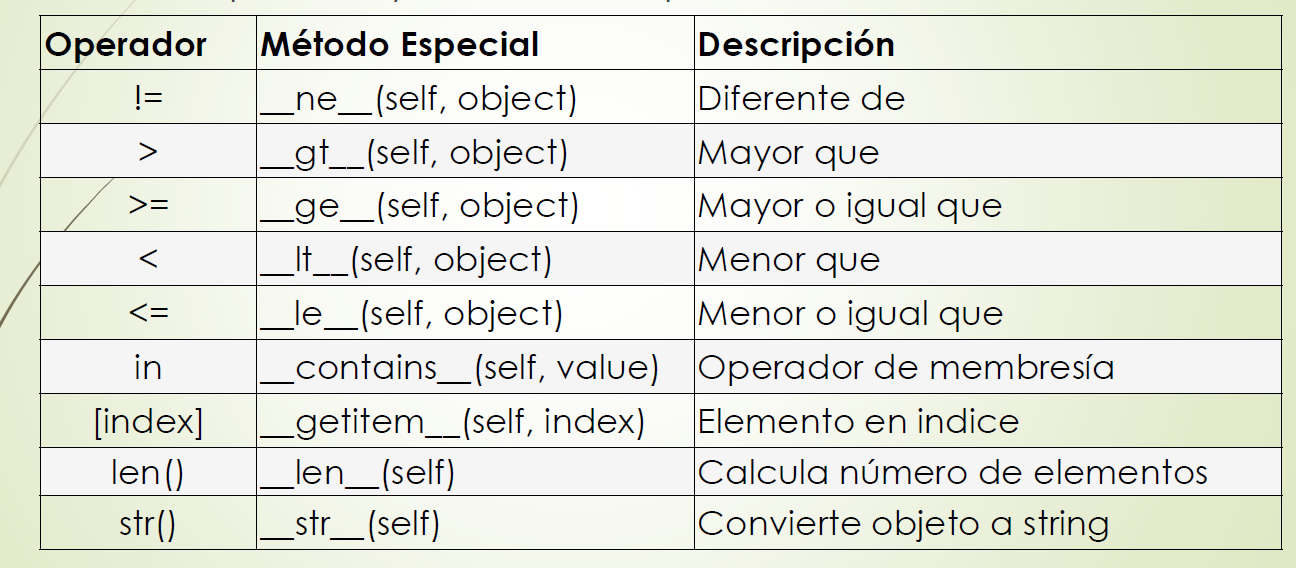 Operador Método Especial Descripción
!= __ne__(self, object) Diferente de
> __gt__(self, object) Mayor que
>= __ge__(self, object) Mayor o igual que
< __lt__(self, object) Menor que
<= __le__(self, object) Menor o igual que
in __contains__(self, value) Operador de membresía
[index] __getitem__(self, index) Elemento en indice
len() __len__(self) Calcula número de elementos
str() __str__(self) Convierte objeto a string